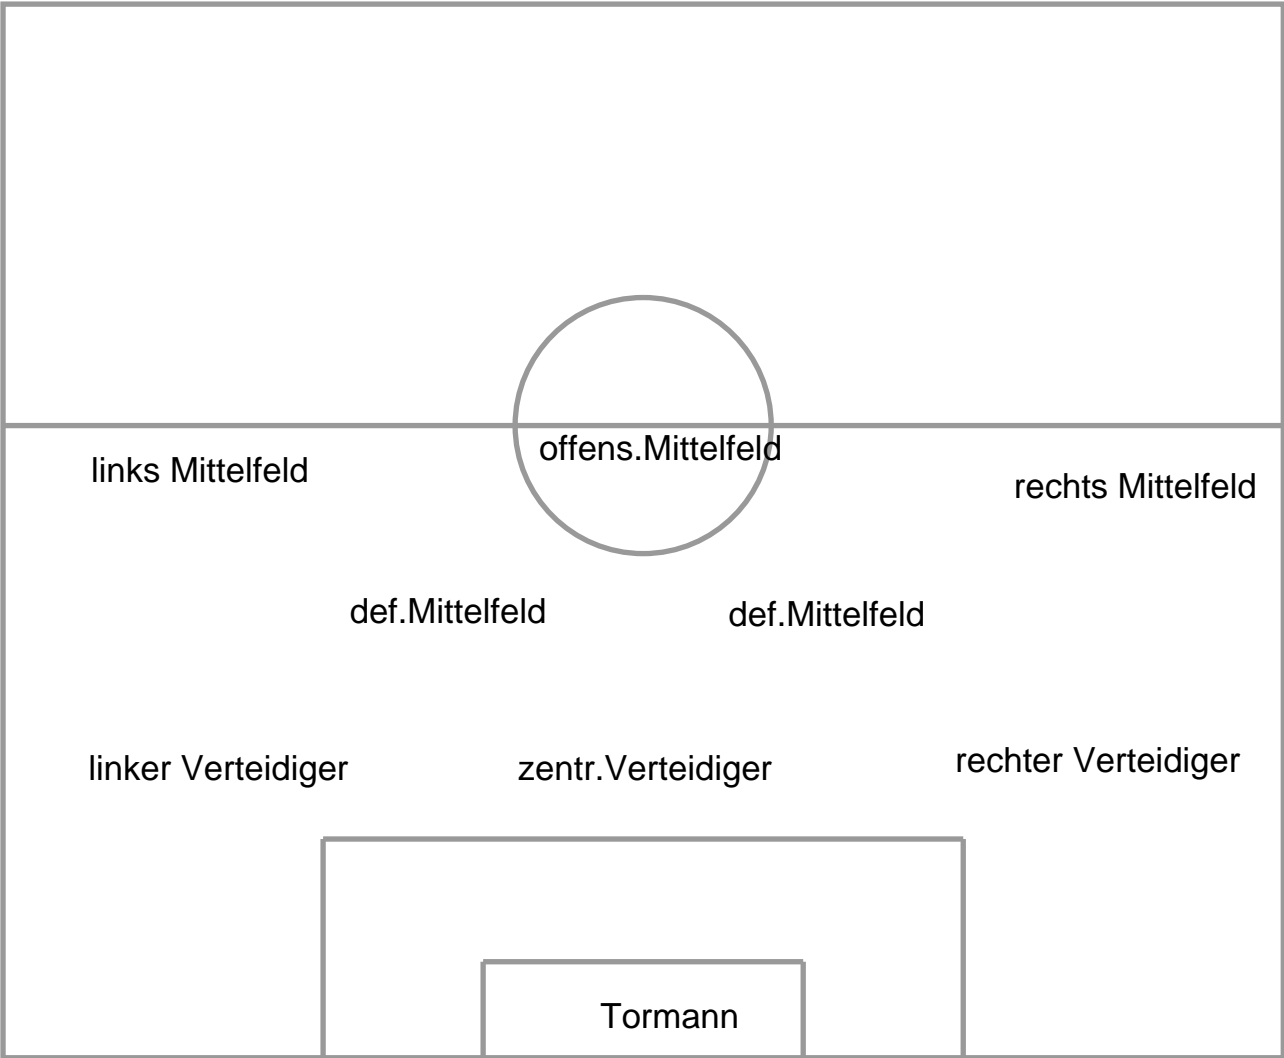 offens.Mittelfeld
links Mittelfeld
rechts Mittelfeld
def.Mittelfeld
def.Mittelfeld
linker Verteidiger
zentr.Verteidiger
rechter Verteidiger
Tormann